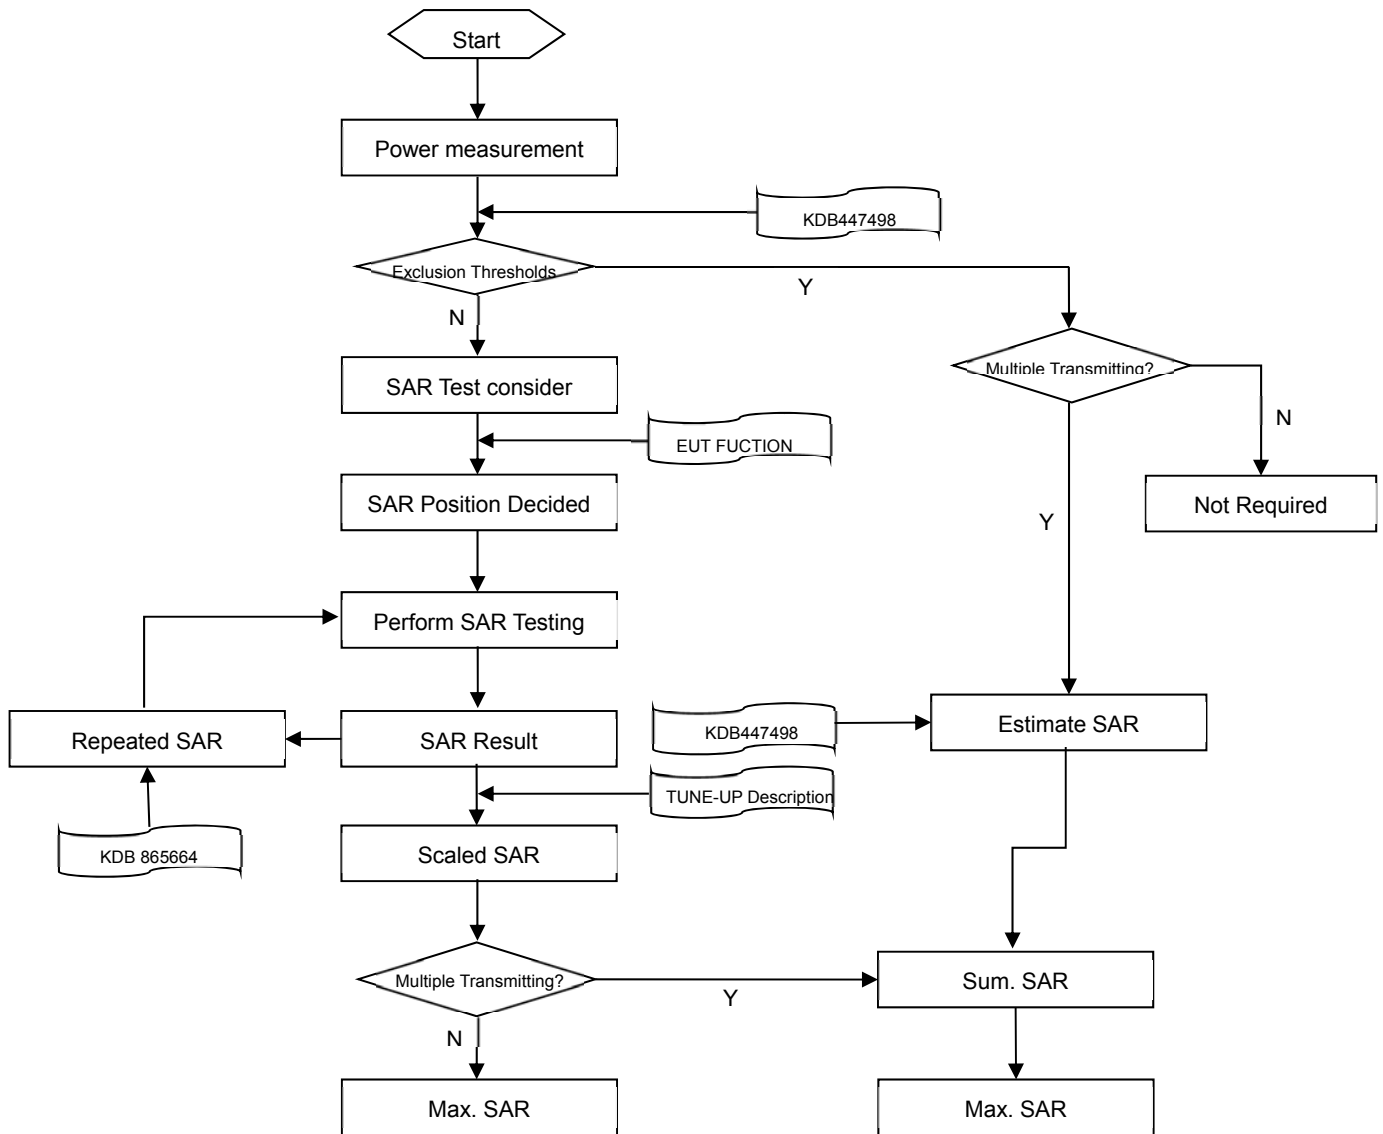 Start
Power measurement
KDB447498
Exclusion Thresholds
Y
N
Multiple Transmitting?
SAR Test consider
N
EUT FUCTION
SAR Position Decided
Not Required
Y
Perform SAR Testing
Repeated SAR
SAR Result
KDB447498
Estimate SAR
TUNE-UP Description
KDB 865664
Scaled SAR
Multiple Transmitting?
Y
Sum. SAR
N
Max. SAR
Max. SAR